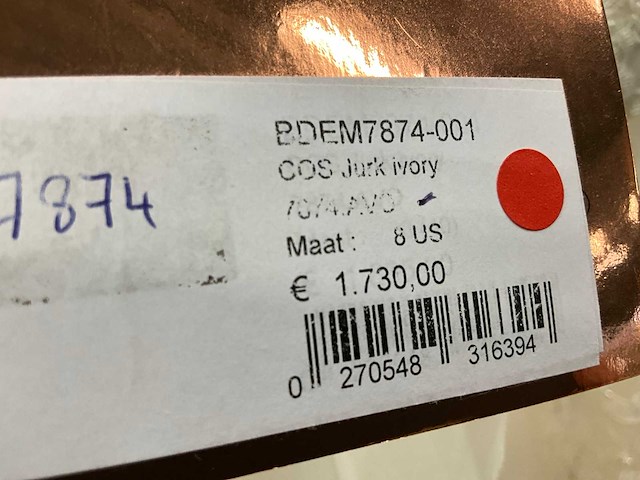 7874
BDEM7874-001
COS Jurk ivory
Maat : 8 US
€ 1.730,00
0 270548 316394